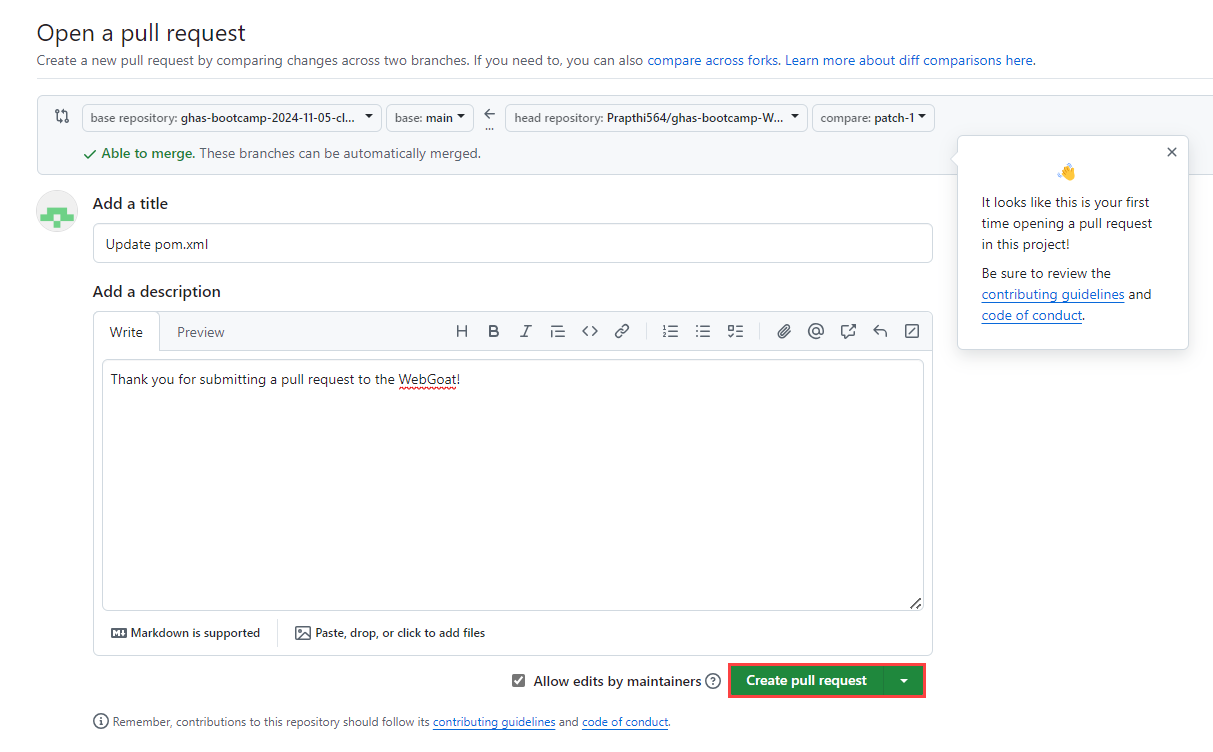 Open a pull request
Create a new pull request by comparing changes across two branches. If you need to, you can also compare across forks. Learn more about diff comparisons here.
base repository: ghas-bootcamp-2024-11-05-cl... base: main ← ... head repository: Prapthi564/ghas-bootcamp-W... compare: patch-1
Able to merge. These branches can be automatically merged.
👋
It looks like this is your first
time opening a pull request
in this project!
Be sure to review the
contributing guidelines and
code of conduct.
Add a title
Update pom.xml
Add a description
Write Preview
Thank you for submitting a pull request to the WebGoat!
Markdown is supported Paste, drop, or click to add files
Allow edits by maintainers Create pull request
Remember, contributions to this repository should follow its contributing guidelines and code of conduct.